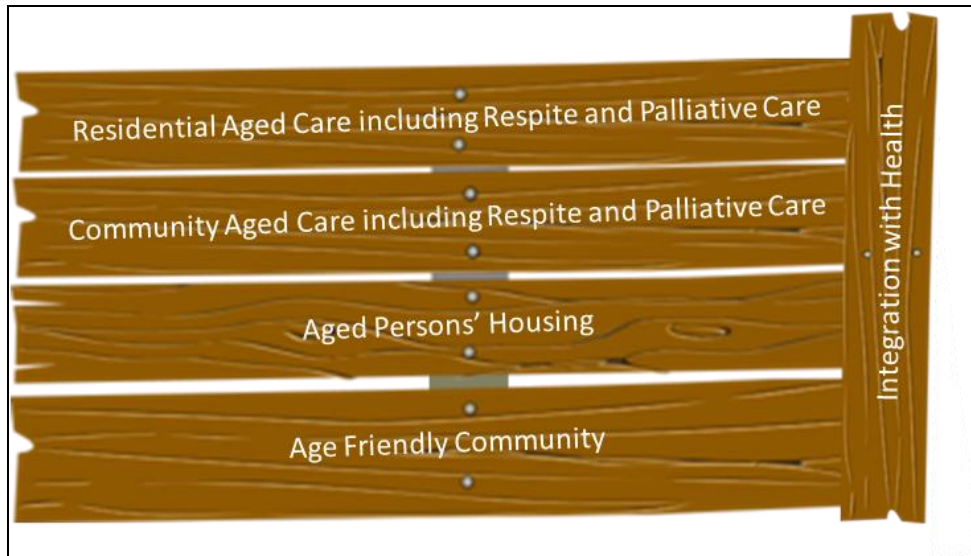 Residential Aged Care including Respite and Palliative Care
Community Aged Care including Respite and Palliative Care
Aged Persons’ Housing
Age Friendly Community
Integration with Health